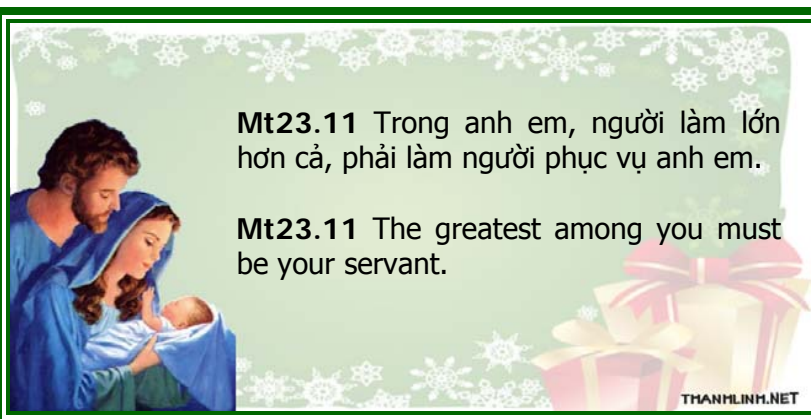 Mt23.11 Trong anh em, người làm lớn
hơn cả, phải làm người phục vụ anh em.
Mt23.11 The greatest among you must
be your servant.
THANHLINH.NET